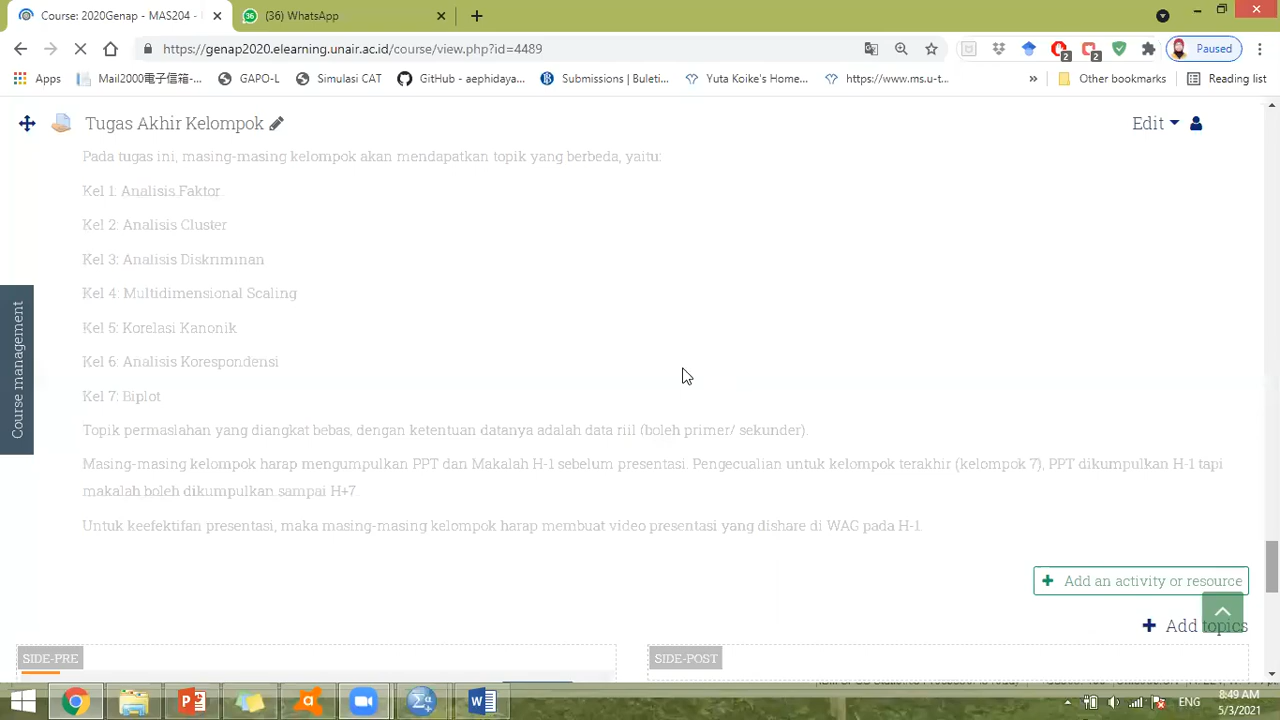 Course: 2020Genap - MAS204 -
(36) WhatsApp
https://genap2020.elearning.unair.ac.id/course/view.php?id=4489
Paused
Apps
Mail2000電子信箱-...
GAPO-L
Simulasi CAT
GitHub - aephidaya...
Submissions | Buleti...
Yuta Koike's Home...
https://www.ms.u-t...
»
Other bookmarks
Reading list
Tugas Akhir Kelompok
Edit
Pada tugas ini, masing-masing kelompok akan mendapatkan topik yang berbeda, yaitu:
Kel 1: Analisis Faktor
Kel 2: Analisis Cluster
Kel 3: Analisis Diskriminan
Kel 4: Multidimensional Scaling
Kel 5: Korelasi Kanonik
Kel 6: Analisis Korespondensi
Kel 7: Biplot
Course management
Topik permaslahan yang diangkat bebas, dengan ketentuan datanya adalah data riil (boleh primer/ sekunder).
Masing-masing kelompok harap mengumpulkan PPT dan Makalah H-1 sebelum presentasi. Pengecualian untuk kelompok terakhir (kelompok 7), PPT dikumpulkan H-1 tapi
makalah boleh dikumpulkan sampai H+7
Untuk keefektifan presentasi, maka masing-masing kelompok harap membuat video presentasi yang dishare di WAG pada H-1.
Add an activity or resource
Add topics
SIDE-PRE
SIDE-POST
ENG
8:49 AM
5/3/2021